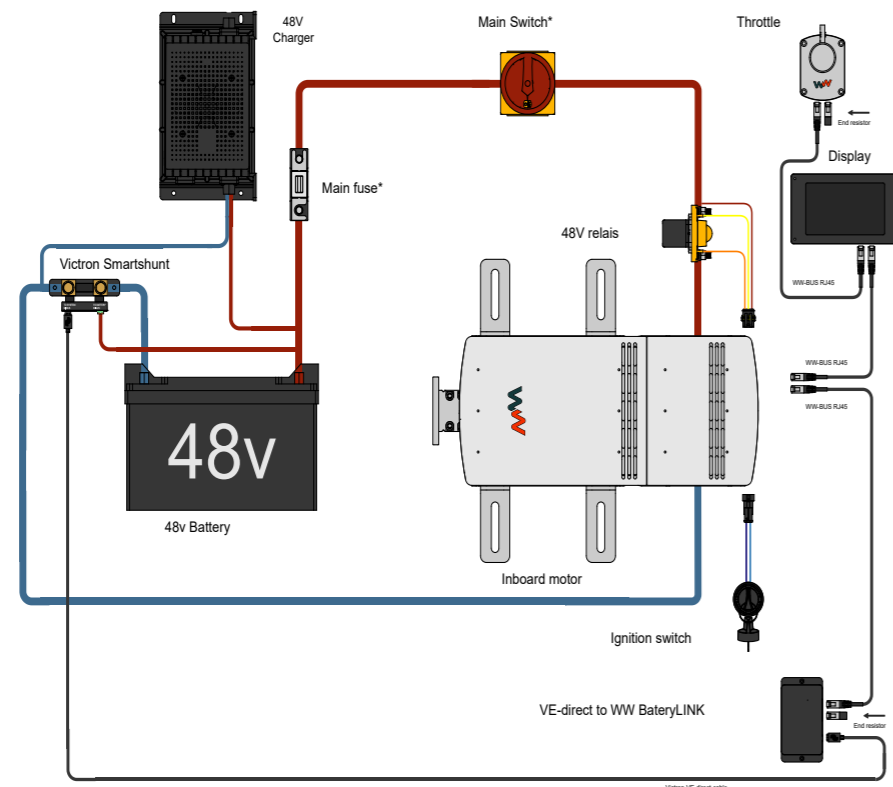 48V
Charger
Main Switch*
Throttle
End resistor
Main fuse*
Display
48V relais
Victron Smartshunt
WW-BUS RJ45
WW-BUS RJ45
WW-BUS RJ45
48v
48v Battery
Inboard motor
Ignition switch
VE-direct to WW BateryLINK
End resistor